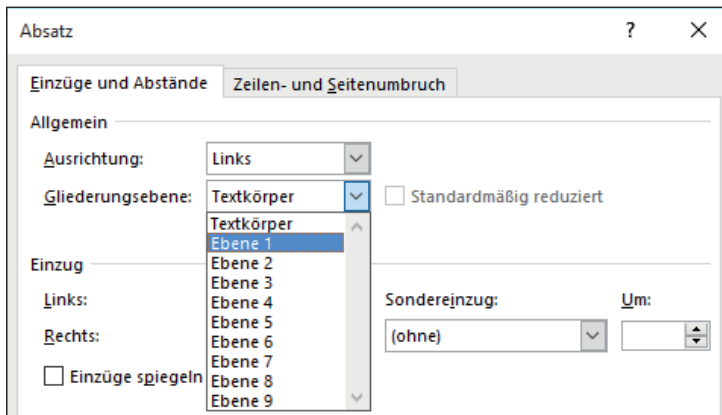 Absatz ?
Einzüge und Abstände Zeilen- und Seitenumbruch
Allgemein
Ausrichtung: Links
Gliederungsebene: Textkörper Standardmäßig reduziert
Textkörper
Ebene 1
Ebene 2
Ebene 3
Ebene 4
Ebene 5
Ebene 6
Ebene 7
Ebene 8
Ebene 9
Einzug
Links: Sondereinzug: Um:
Rechts: (ohne)
Einzüge spiegeln